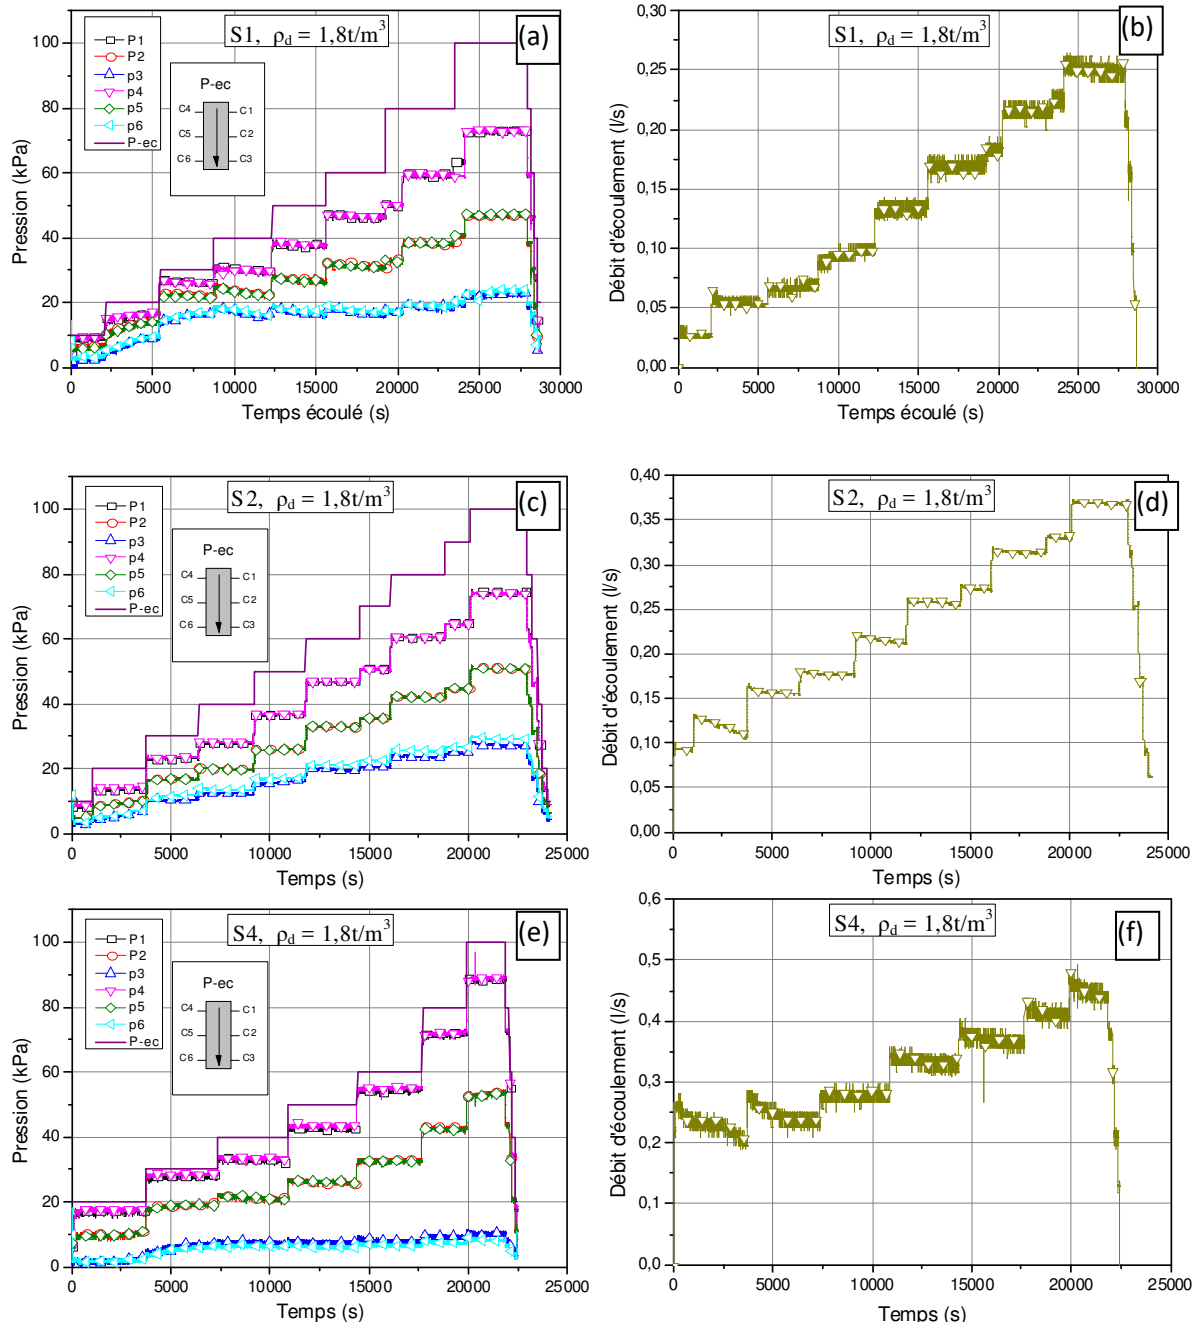 S1, ρd = 1,8t/m³
(a)
P1
P2
p3
p4
p5
p6
P-ec
P-ec
C4 C1
C5 C2
C6 C3
Pression (kPa)
100
80
60
40
20
0
0 5000 10000 15000 20000 25000 30000
Temps écoulé (s)
S1, ρd = 1,8t/m³
(b)
Débit d'écoulement (l/s)
0,30
0,25
0,20
0,15
0,10
0,05
0,00
0 5000 10000 15000 20000 25000 30000
Temps écoulé (s)
S2, ρd = 1,8t/m³
(c)
P1
P2
p3
p4
p5
p6
P-ec
P-ec
C4 C1
C5 C2
C6 C3
Pression (kPa)
100
80
60
40
20
0
0 5000 10000 15000 20000 25000
Temps (s)
S2, ρd = 1,8t/m³
(d)
Débit d'écoulement (l/s)
0,40
0,35
0,30
0,25
0,20
0,15
0,10
0,05
0,00
0 5000 10000 15000 20000 25000
Temps (s)
S4, ρd = 1,8t/m³
(e)
P1
P2
p3
p4
p5
p6
P-ec
P-ec
C4 C1
C5 C2
C6 C3
Pression (kPa)
100
80
60
40
20
0
0 5000 10000 15000 20000 25000
Temps (s)
S4, ρd = 1,8t/m³
(f)
Débit d'écoulement (l/s)
0,6
0,5
0,4
0,3
0,2
0,1
0,0
0 5000 10000 15000 20000 25000
Temps (s)